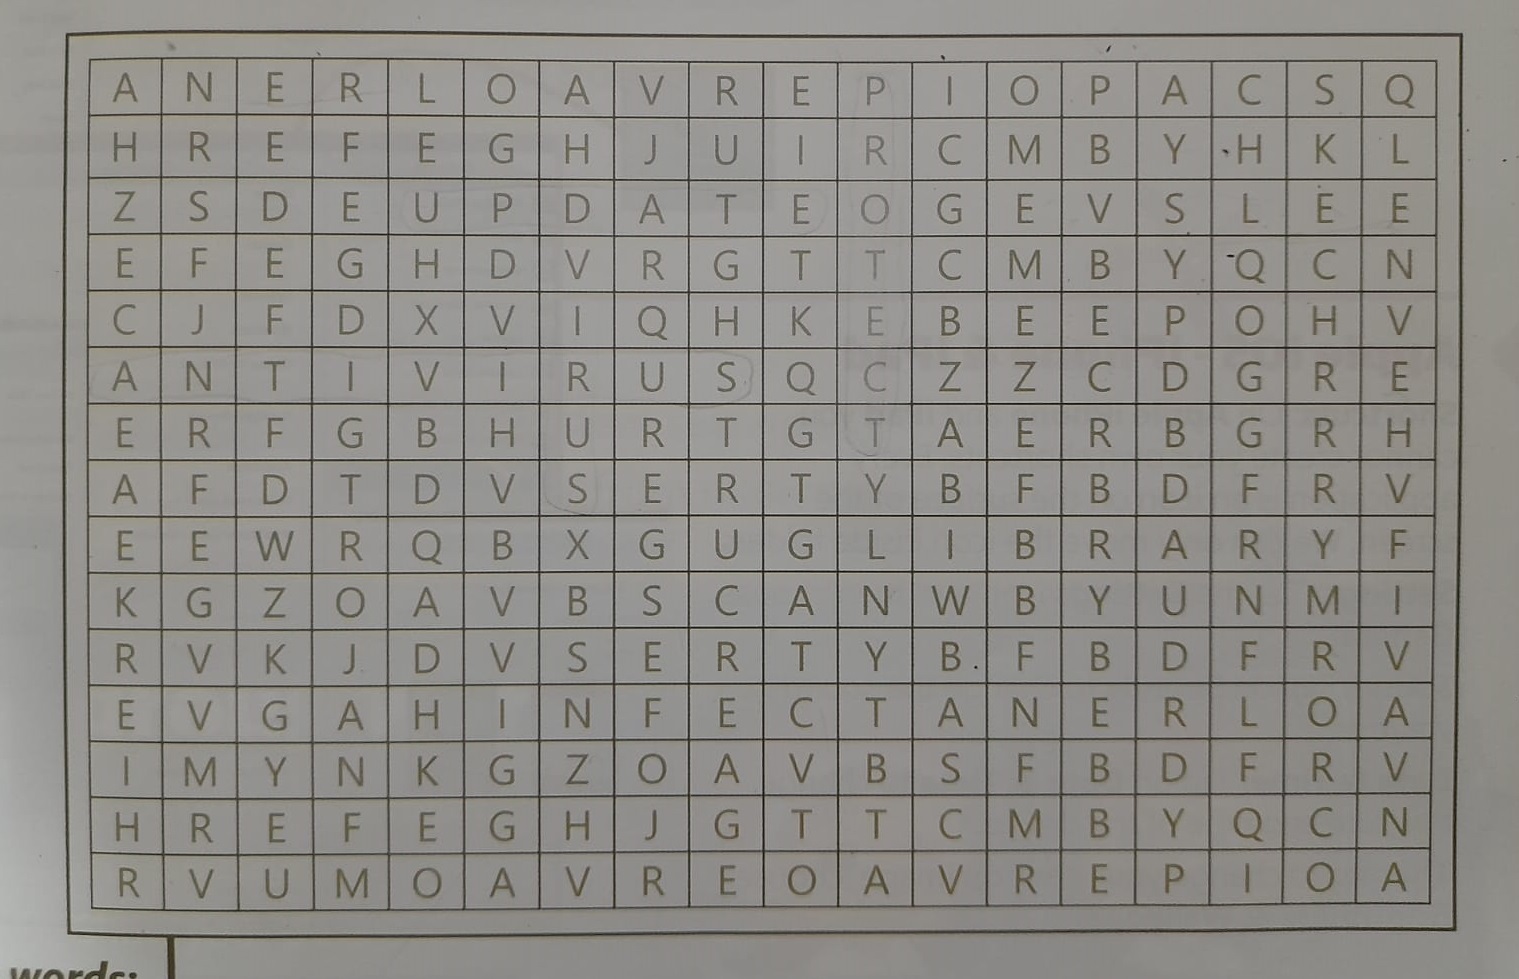 A N E R L O A V R E P I O P A C S Q
H R E F E G H J U I R C M B Y H K L
Z S D E U P D A T E O G E V S L E E
E F E G H D V R G T T C M B Y Q C N
C J F D X V I Q H K E B E E P O H V
A N T I V I R U S Q C Z Z C D G R E
E R F G B H U R T G T A E R B G R H
A F D T D V S E R T Y B F B D F R V
E E W R Q B X G U G L I B R A R Y F
K G Z O A V B S C A N W B Y U N M I
R V K J D V S E R T Y B F B D F R V
E V G A H I N F E C T A N E R L O A
I M Y N K G Z O A V B S F B D F R V
H R E F E G H J G T T C M B Y Q C N
R V U M O A V R E O A V R E P I O A
words: